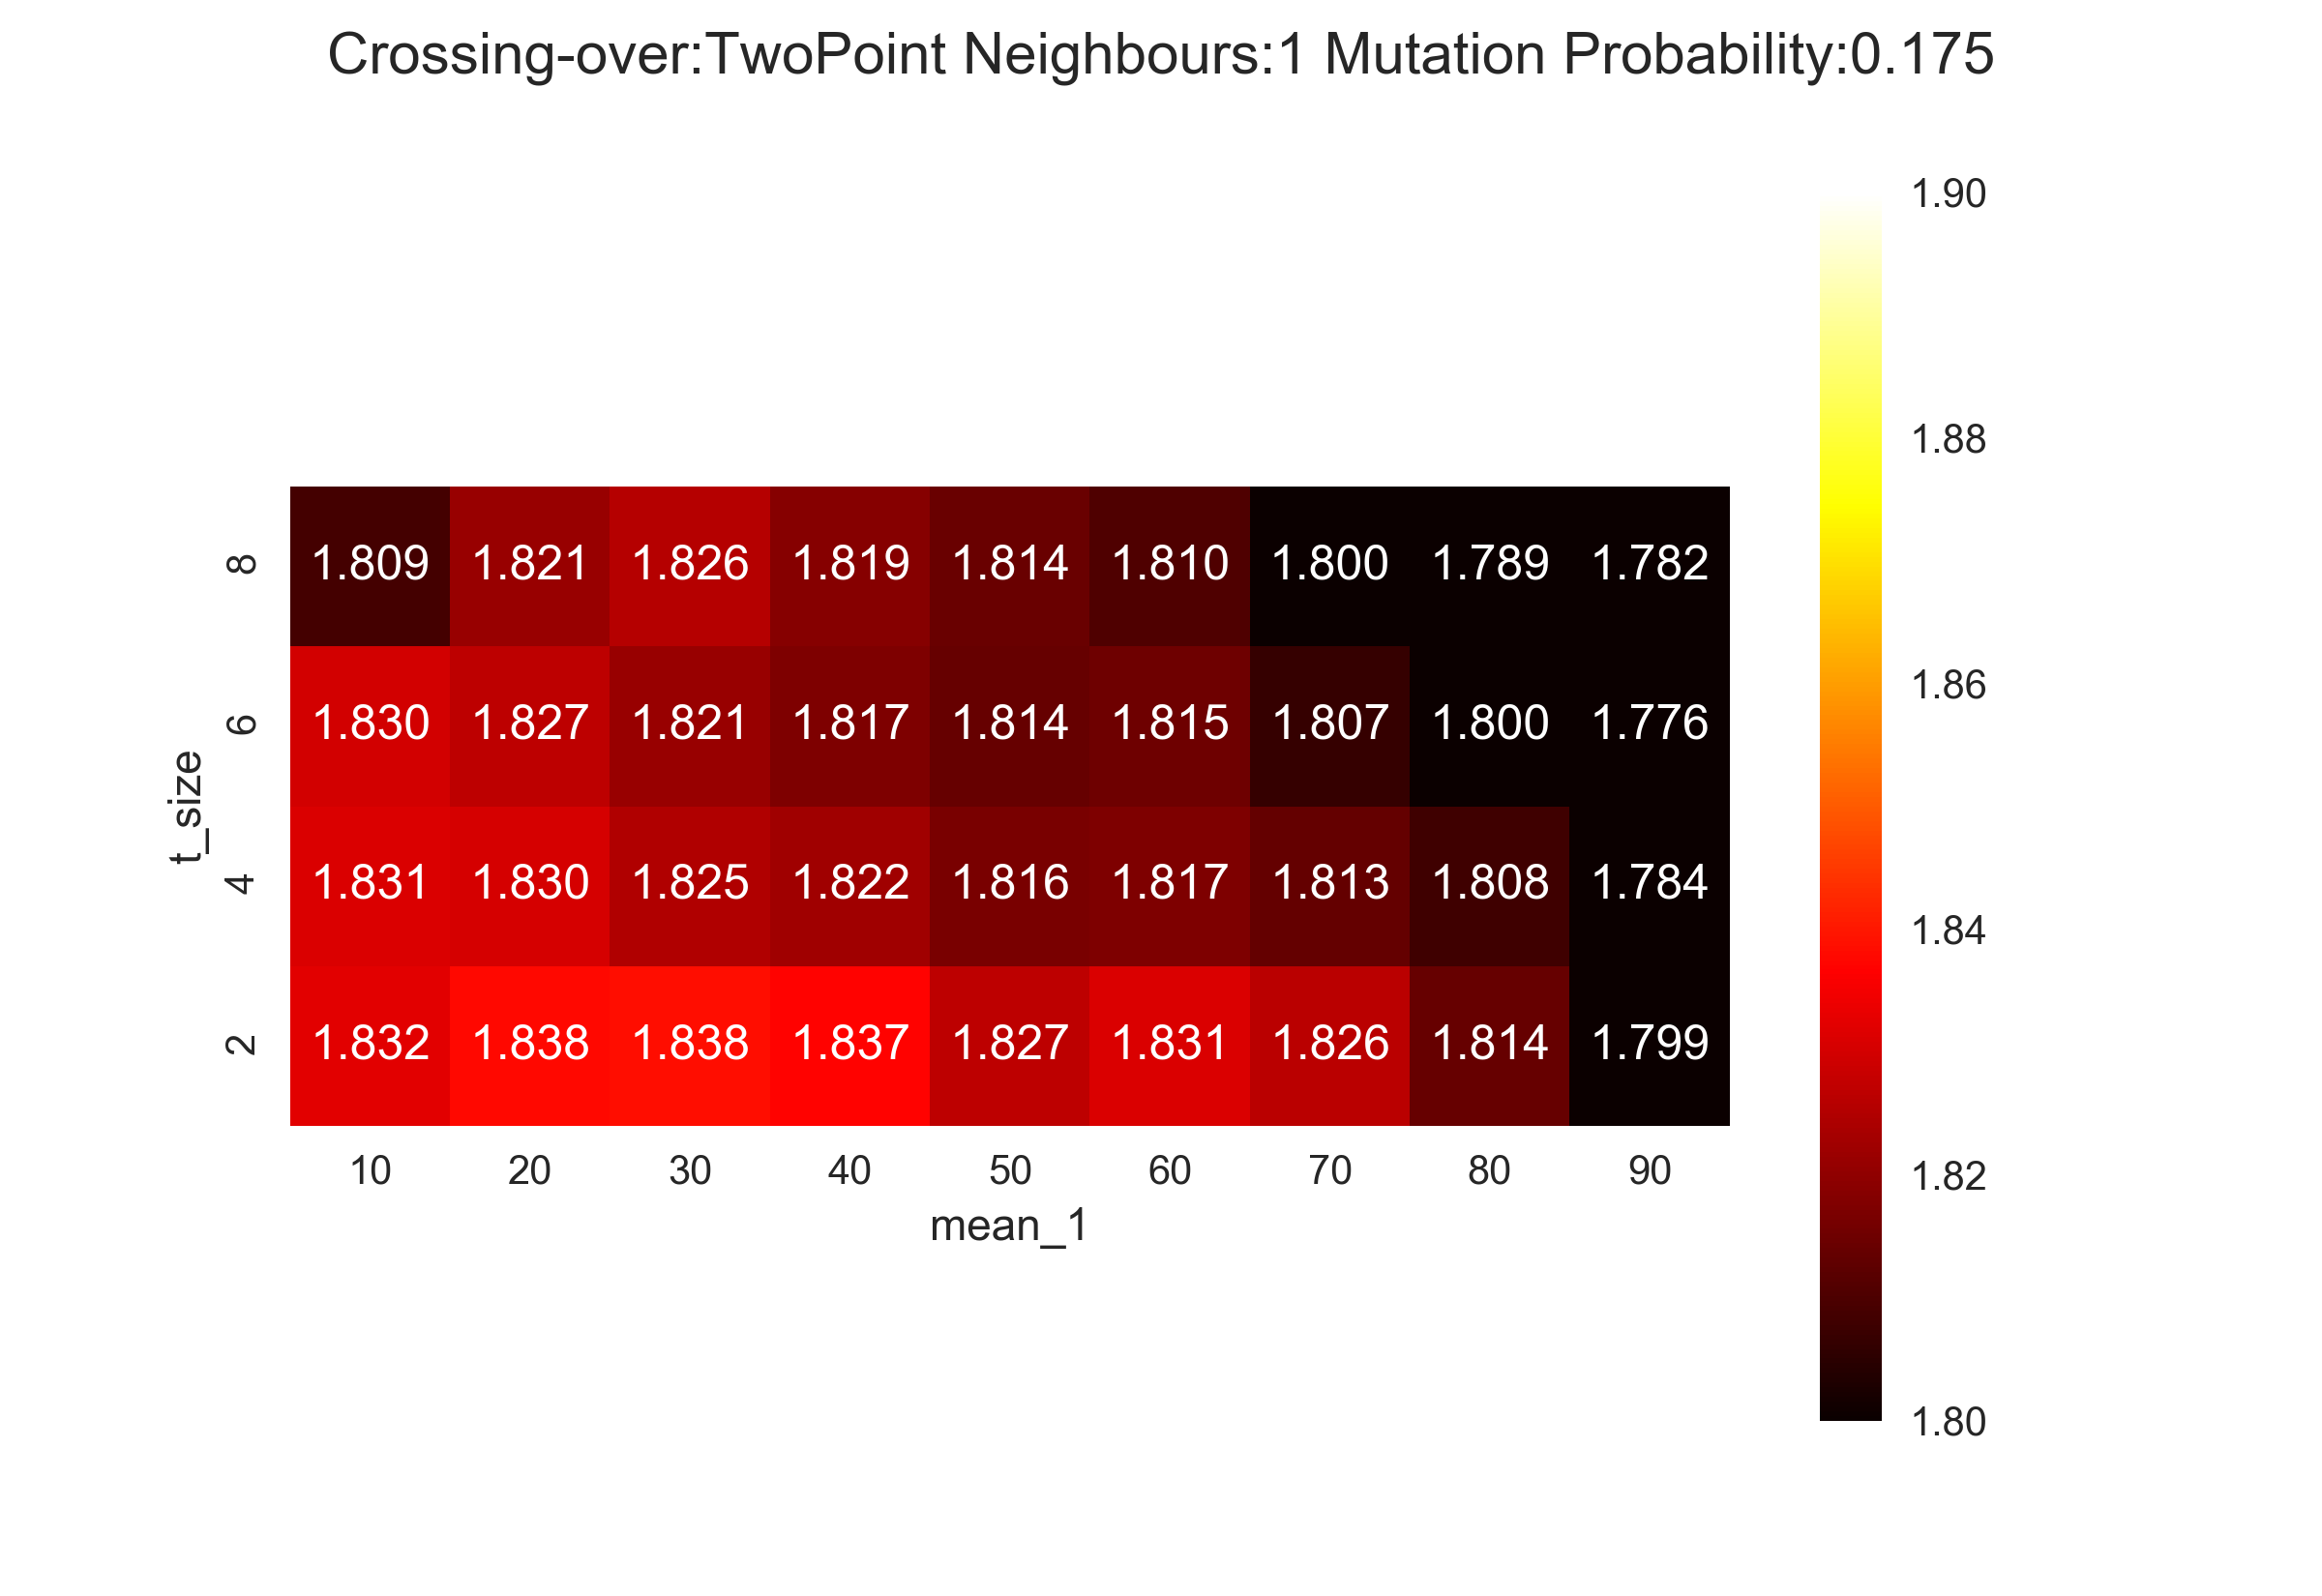 Crossing-over:TwoPoint Neighbours:1 Mutation Probability:0.175
8 1.809 1.821 1.826 1.819 1.814 1.810 1.800 1.789 1.782
6 1.830 1.827 1.821 1.817 1.814 1.815 1.807 1.800 1.776
4 1.831 1.830 1.825 1.822 1.816 1.817 1.813 1.808 1.784
2 1.832 1.838 1.838 1.837 1.827 1.831 1.826 1.814 1.799
t_size
10 20 30 40 50 60 70 80 90
mean_1
1.90
1.88
1.86
1.84
1.82
1.80